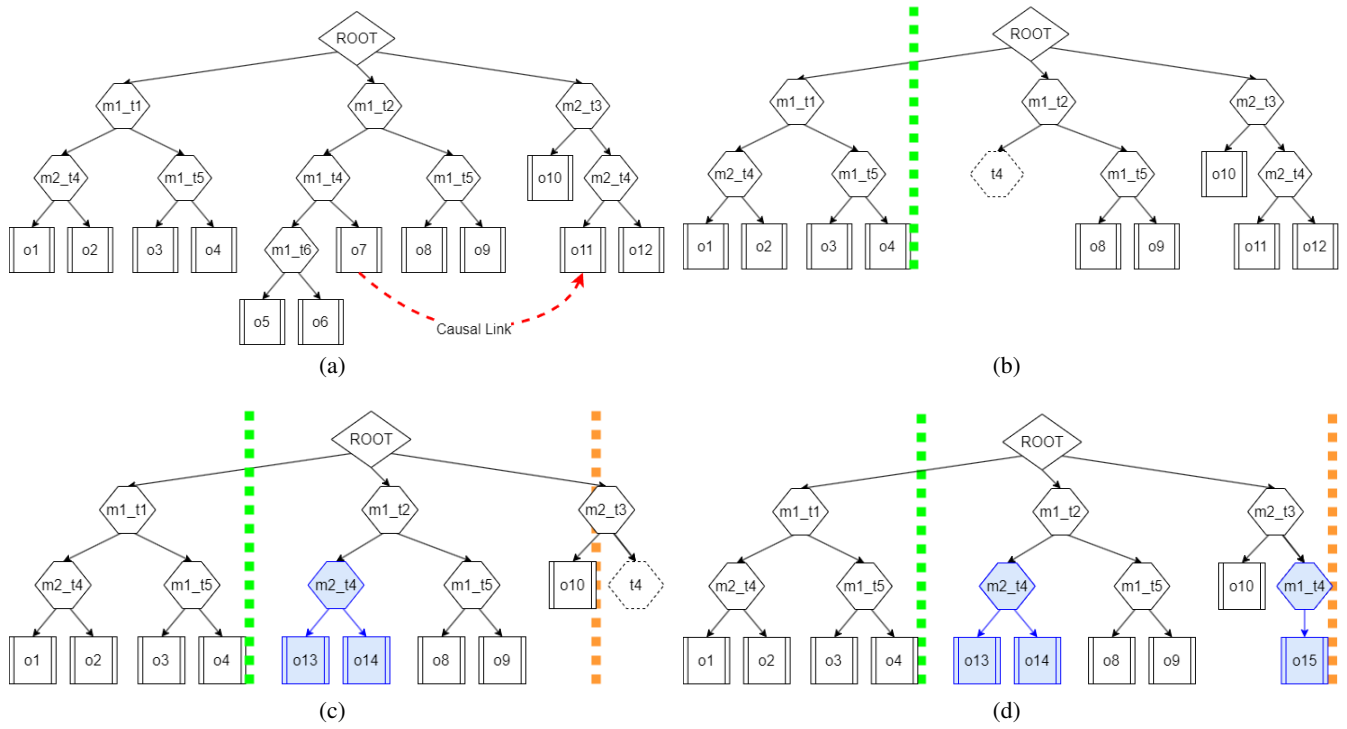 ROOT
m1_t1 m1_t2 m2_t3
m2_t4 m1_t5 m1_t4 m1_t5 o10 m2_t4
o1 o2 o3 o4 m1_t6 o7 o8 o9 o11 o12
o5 o6
Causal Link
(a)
ROOT
m1_t1 m1_t2 m2_t3
m2_t4 m1_t5 t4 m1_t5 o10 m2_t4
o1 o2 o3 o4 o8 o9 o11 o12
(b)
ROOT
m1_t1 m1_t2 m2_t3
m2_t4 m1_t5 m2_t4 m1_t5 o10 t4
o1 o2 o3 o4 o13 o14 o8 o9
(c)
ROOT
m1_t1 m1_t2 m2_t3
m2_t4 m1_t5 m2_t4 m1_t5 o10 m1_t4
o1 o2 o3 o4 o13 o14 o8 o9 o15
(d)